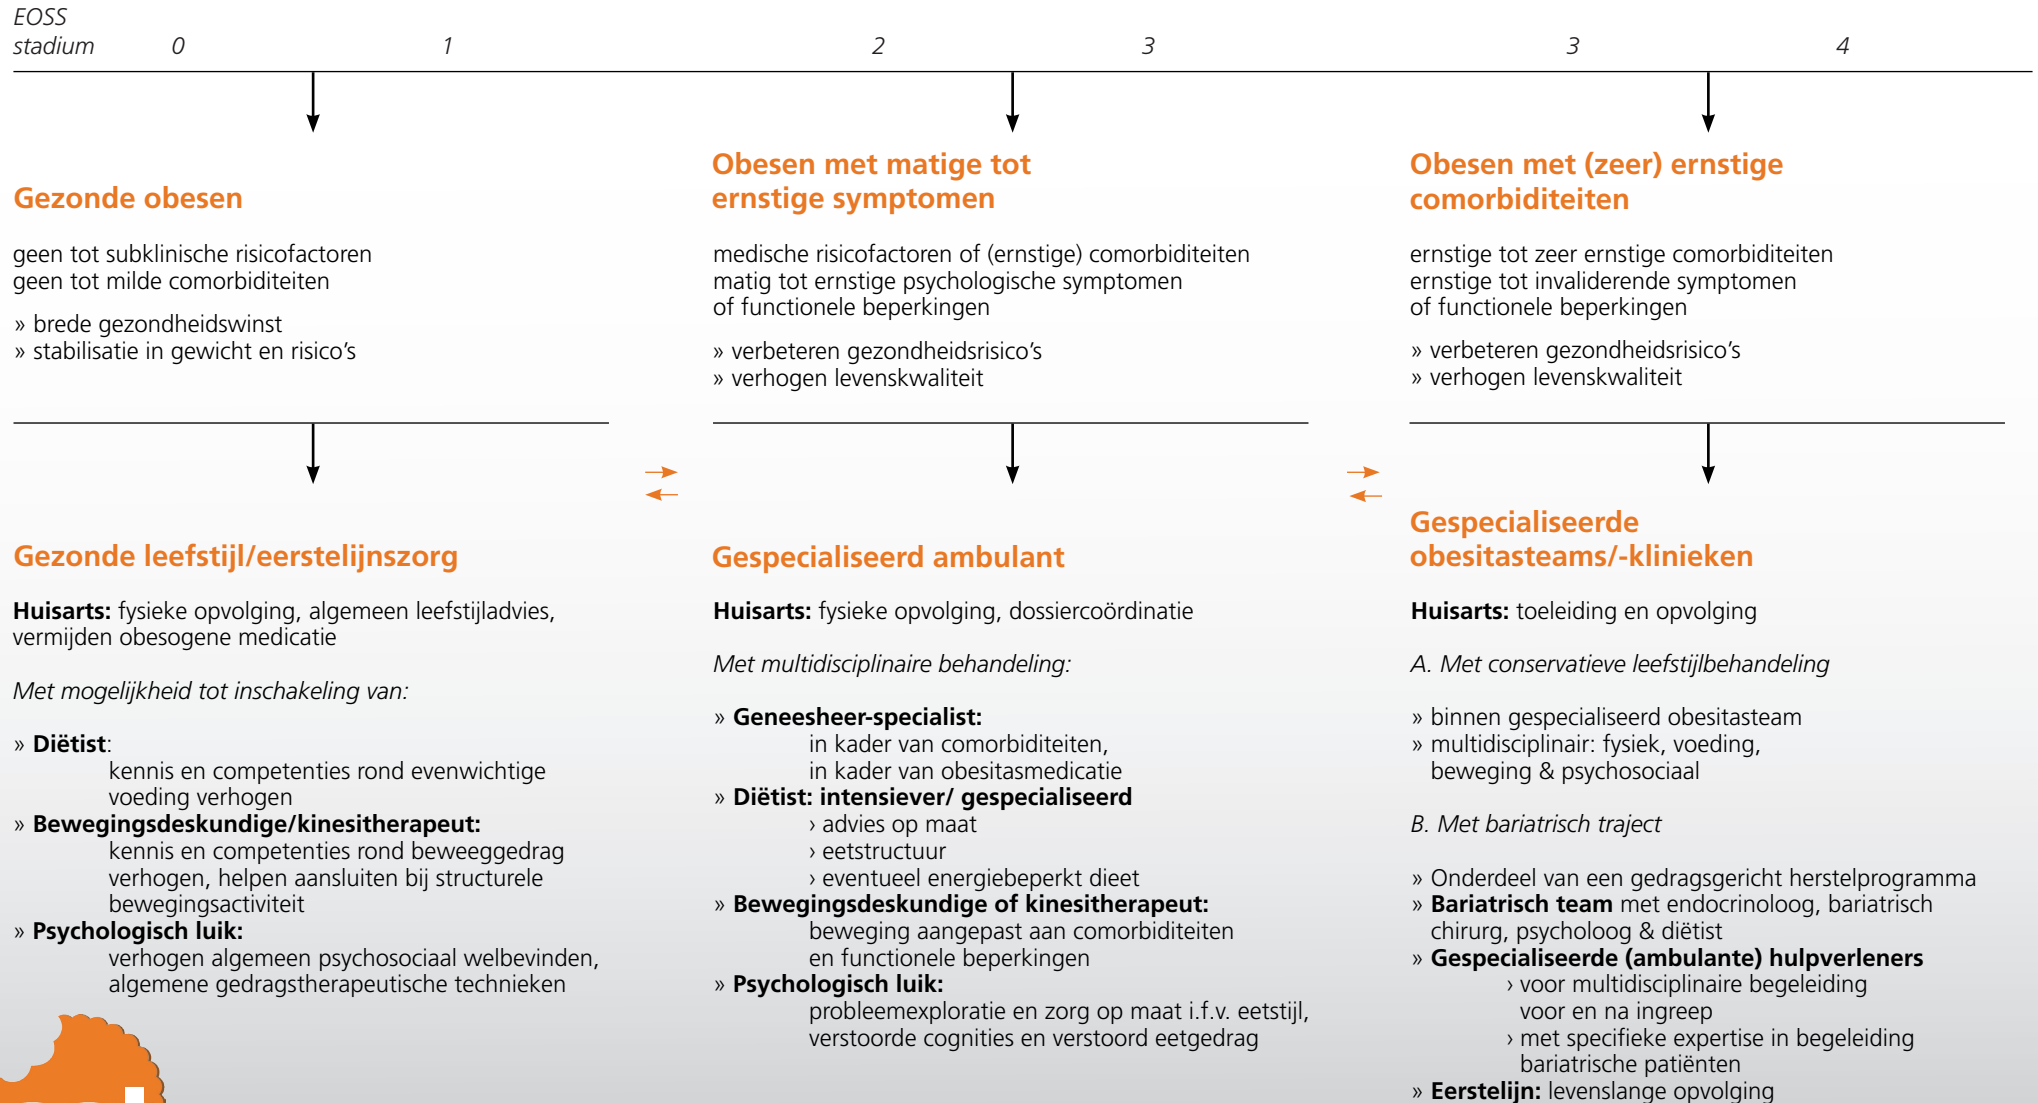 EOSS
stadium 0 1 2 3 3 4
Gezonde obesen
geen tot subklinische risicofactoren
geen tot milde comorbiditeiten
» brede gezondheidswinst
» stabilisatie in gewicht en risico’s
Gezonde leefstijl/eerstelijnszorg
Huisarts: fysieke opvolging, algemeen leefstijladvies,
vermijden obesogene medicatie
Met mogelijkheid tot inschakeling van:
» Diëtist:
kennis en competenties rond evenwichtige
voeding verhogen
» Bewegingsdeskundige/kinesitherapeut:
kennis en competenties rond beweeggedrag
verhogen, helpen aansluiten bij structurele
bewegingsactiviteit
» Psychologisch luik:
verhogen algemeen psychosociaal welbevinden,
algemene gedragstherapeutische technieken
Obesen met matige tot
ernstige symptomen
medische risicofactoren of (ernstige) comorbiditeiten
matig tot ernstige psychologische symptomen
of functionele beperkingen
» verbeteren gezondheidsrisico’s
» verhogen levenskwaliteit
Gespecialiseerd ambulant
Huisarts: fysieke opvolging, dossiercoördinatie
Met multidisciplinaire behandeling:
» Geneesheer-specialist:
in kader van comorbiditeiten,
in kader van obesitasmedicatie
» Diëtist: intensiever/ gespecialiseerd
› advies op maat
› eetstructuur
› eventueel energiebeperkt dieet
» Bewegingsdeskundige of kinesitherapeut:
beweging aangepast aan comorbiditeiten
en functionele beperkingen
» Psychologisch luik:
probleemexploratie en zorg op maat i.f.v. eetstijl,
verstoorde cognities en verstoord eetgedrag
Obesen met (zeer) ernstige
comorbiditeiten
ernstige tot zeer ernstige comorbiditeiten
ernstige tot invaliderende symptomen
of functionele beperkingen
» verbeteren gezondheidsrisico’s
» verhogen levenskwaliteit
Gespecialiseerde
obesitasteams/-klinieken
Huisarts: toeleiding en opvolging
A. Met conservatieve leefstijlbehandeling
» binnen gespecialiseerd obesitasteam
» multidisciplinair: fysiek, voeding,
beweging & psychosociaal
B. Met bariatrisch traject
» Onderdeel van een gedragsgericht herstelprogramma
» Bariatrisch team met endocrinoloog, bariatrisch
chirurg, psycholoog & diëtist
» Gespecialiseerde (ambulante) hulpverleners
› voor multidisciplinaire begeleiding
voor en na ingreep
› met specifieke expertise in begeleiding
bariatrische patiënten
» Eerstelijn: levenslange opvolging